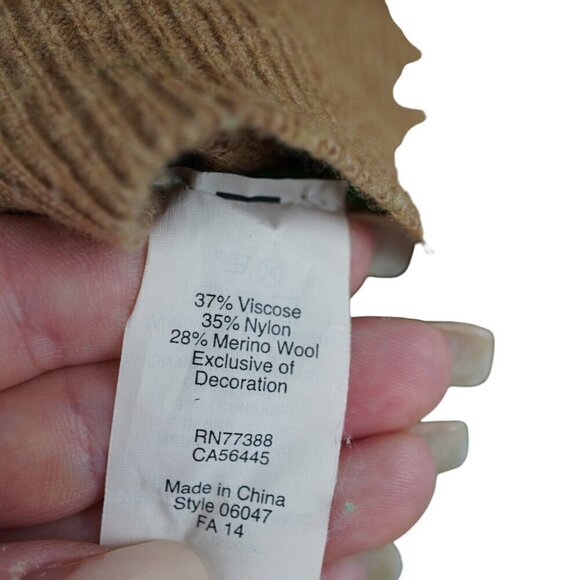 37% Viscose
35% Nylon
28% Merino Wool
Exclusive of
Decoration
RN77388
CA56445
Made in China
Style 06047
FA 14